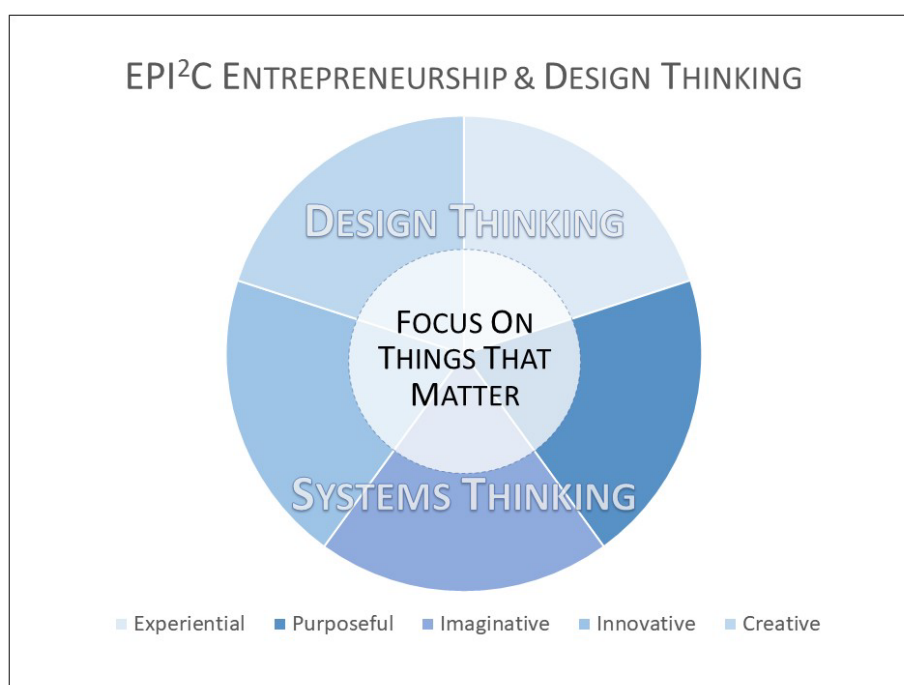 EPI²C ENTREPRENEURSHIP & DESIGN THINKING
DESIGN THINKING
FOCUS ON
THINGS THAT
MATTER
SYSTEMS THINKING
Experiential Purposeful Imaginative Innovative Creative